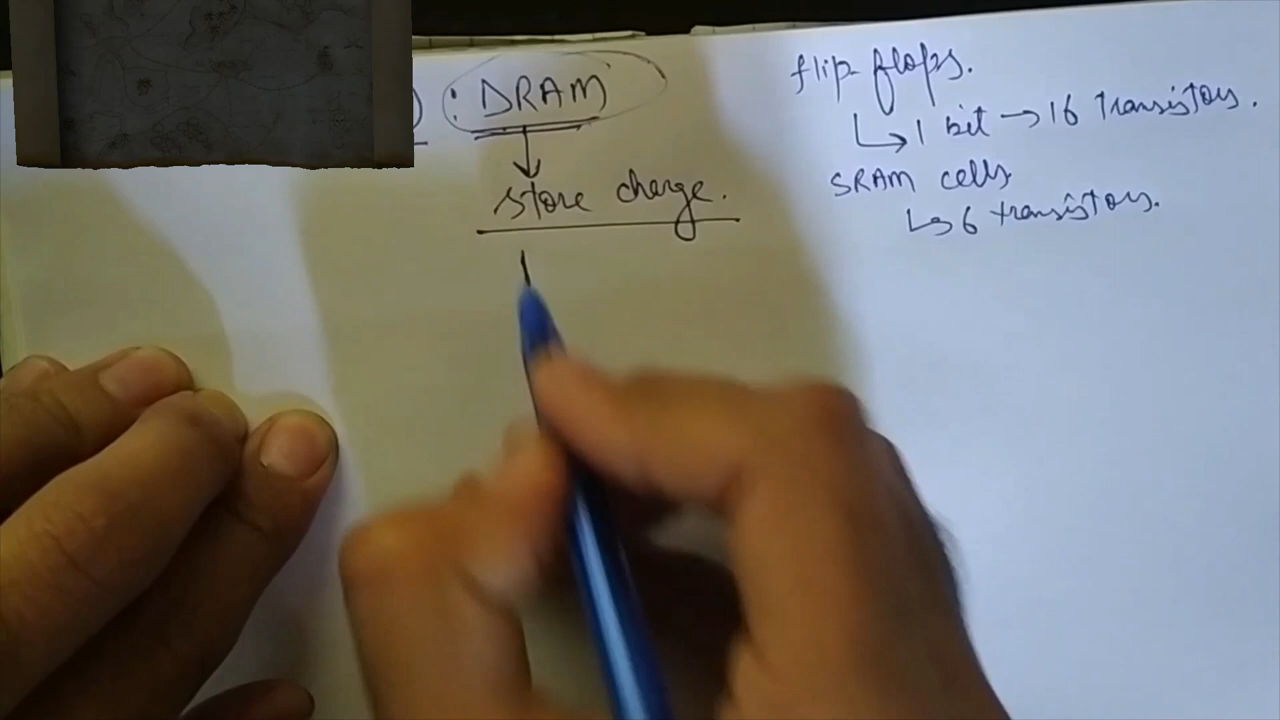 ) : DRAM
store charge.
flip-flops.
1 bit → 16 transistors.
SRAM cells
6 transistors.